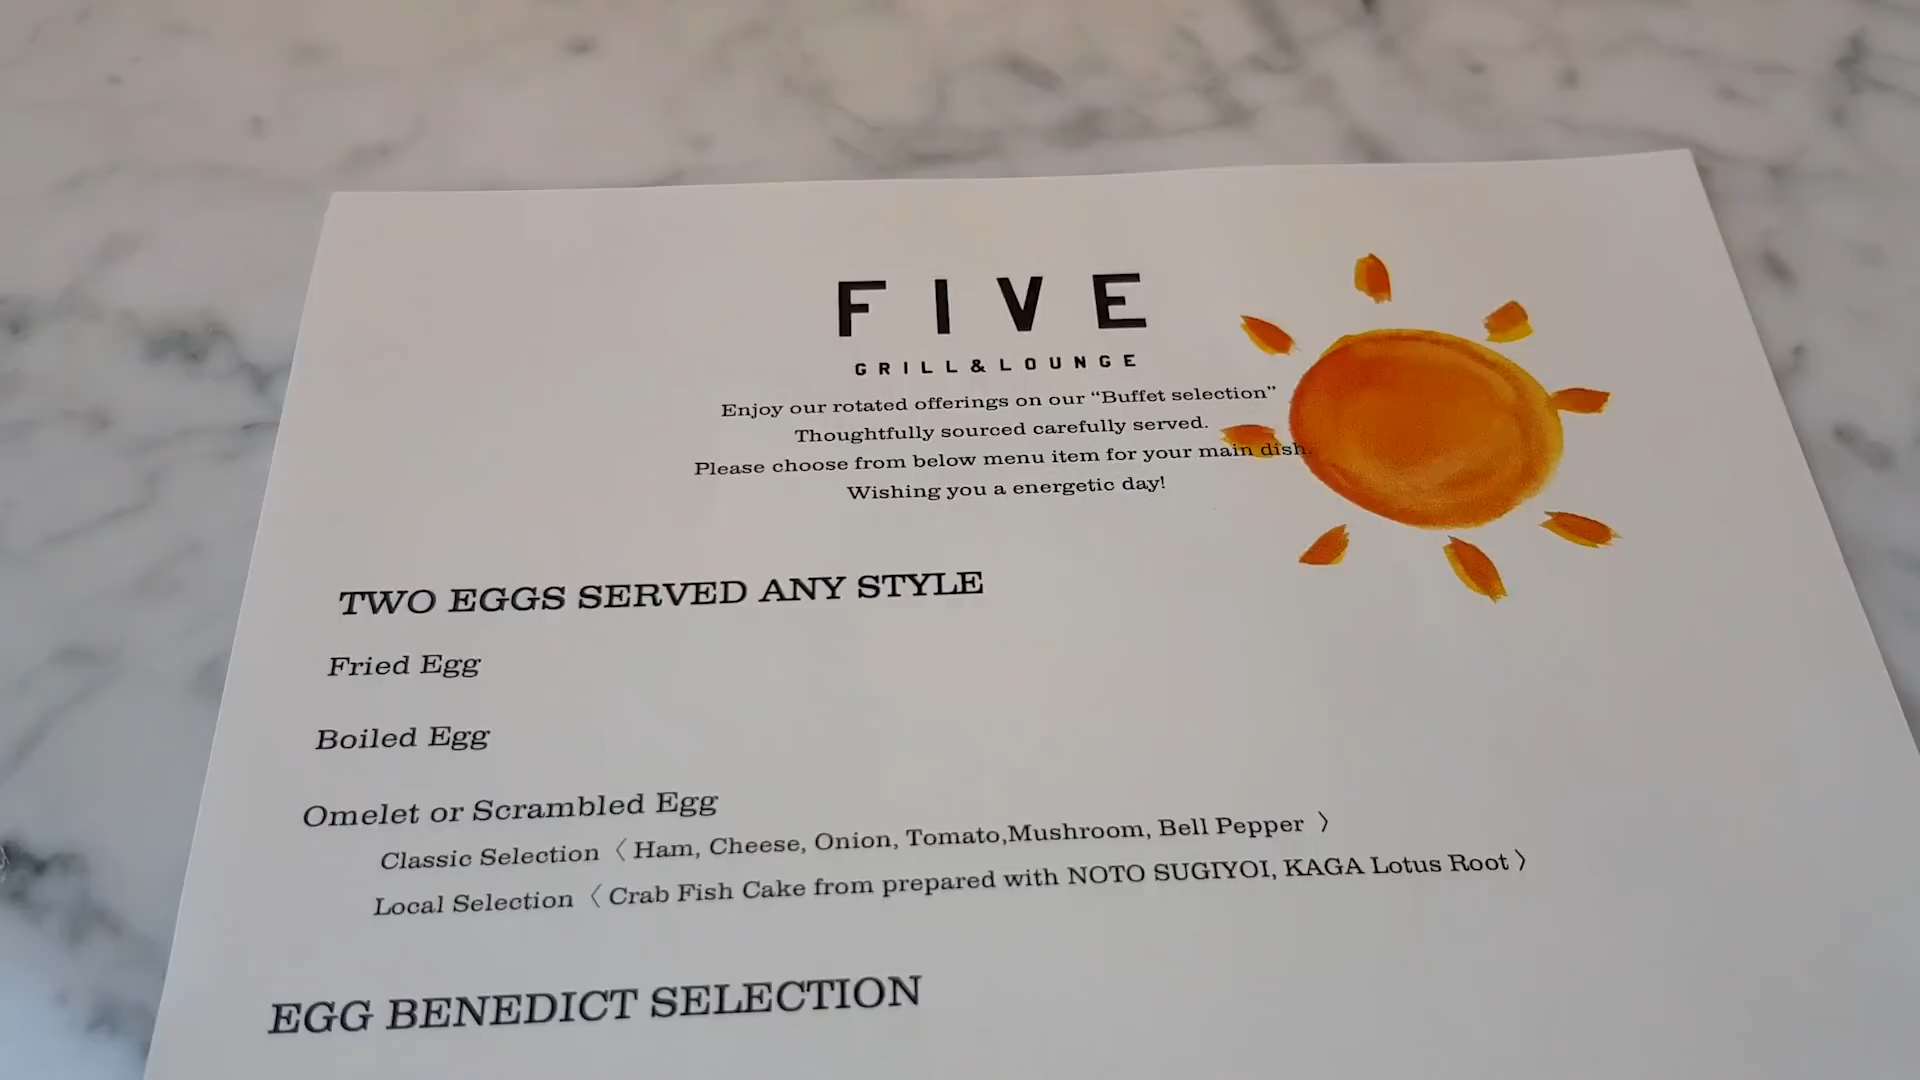 FIVE
GRILL&LOUNGE
Enjoy our rotated offerings on our “Buffet selection”
Thoughtfully sourced carefully served.
Please choose from below menu item for your main dish.
Wishing you a energetic day!
TWO EGGS SERVED ANY STYLE
Fried Egg
Boiled Egg
Omelet or Scrambled Egg
Classic Selection〈 Ham, Cheese, Onion, Tomato,Mushroom, Bell Pepper 〉
Local Selection〈 Crab Fish Cake from prepared with NOTO SUGIYOI, KAGA Lotus Root 〉
EGG BENEDICT SELECTION